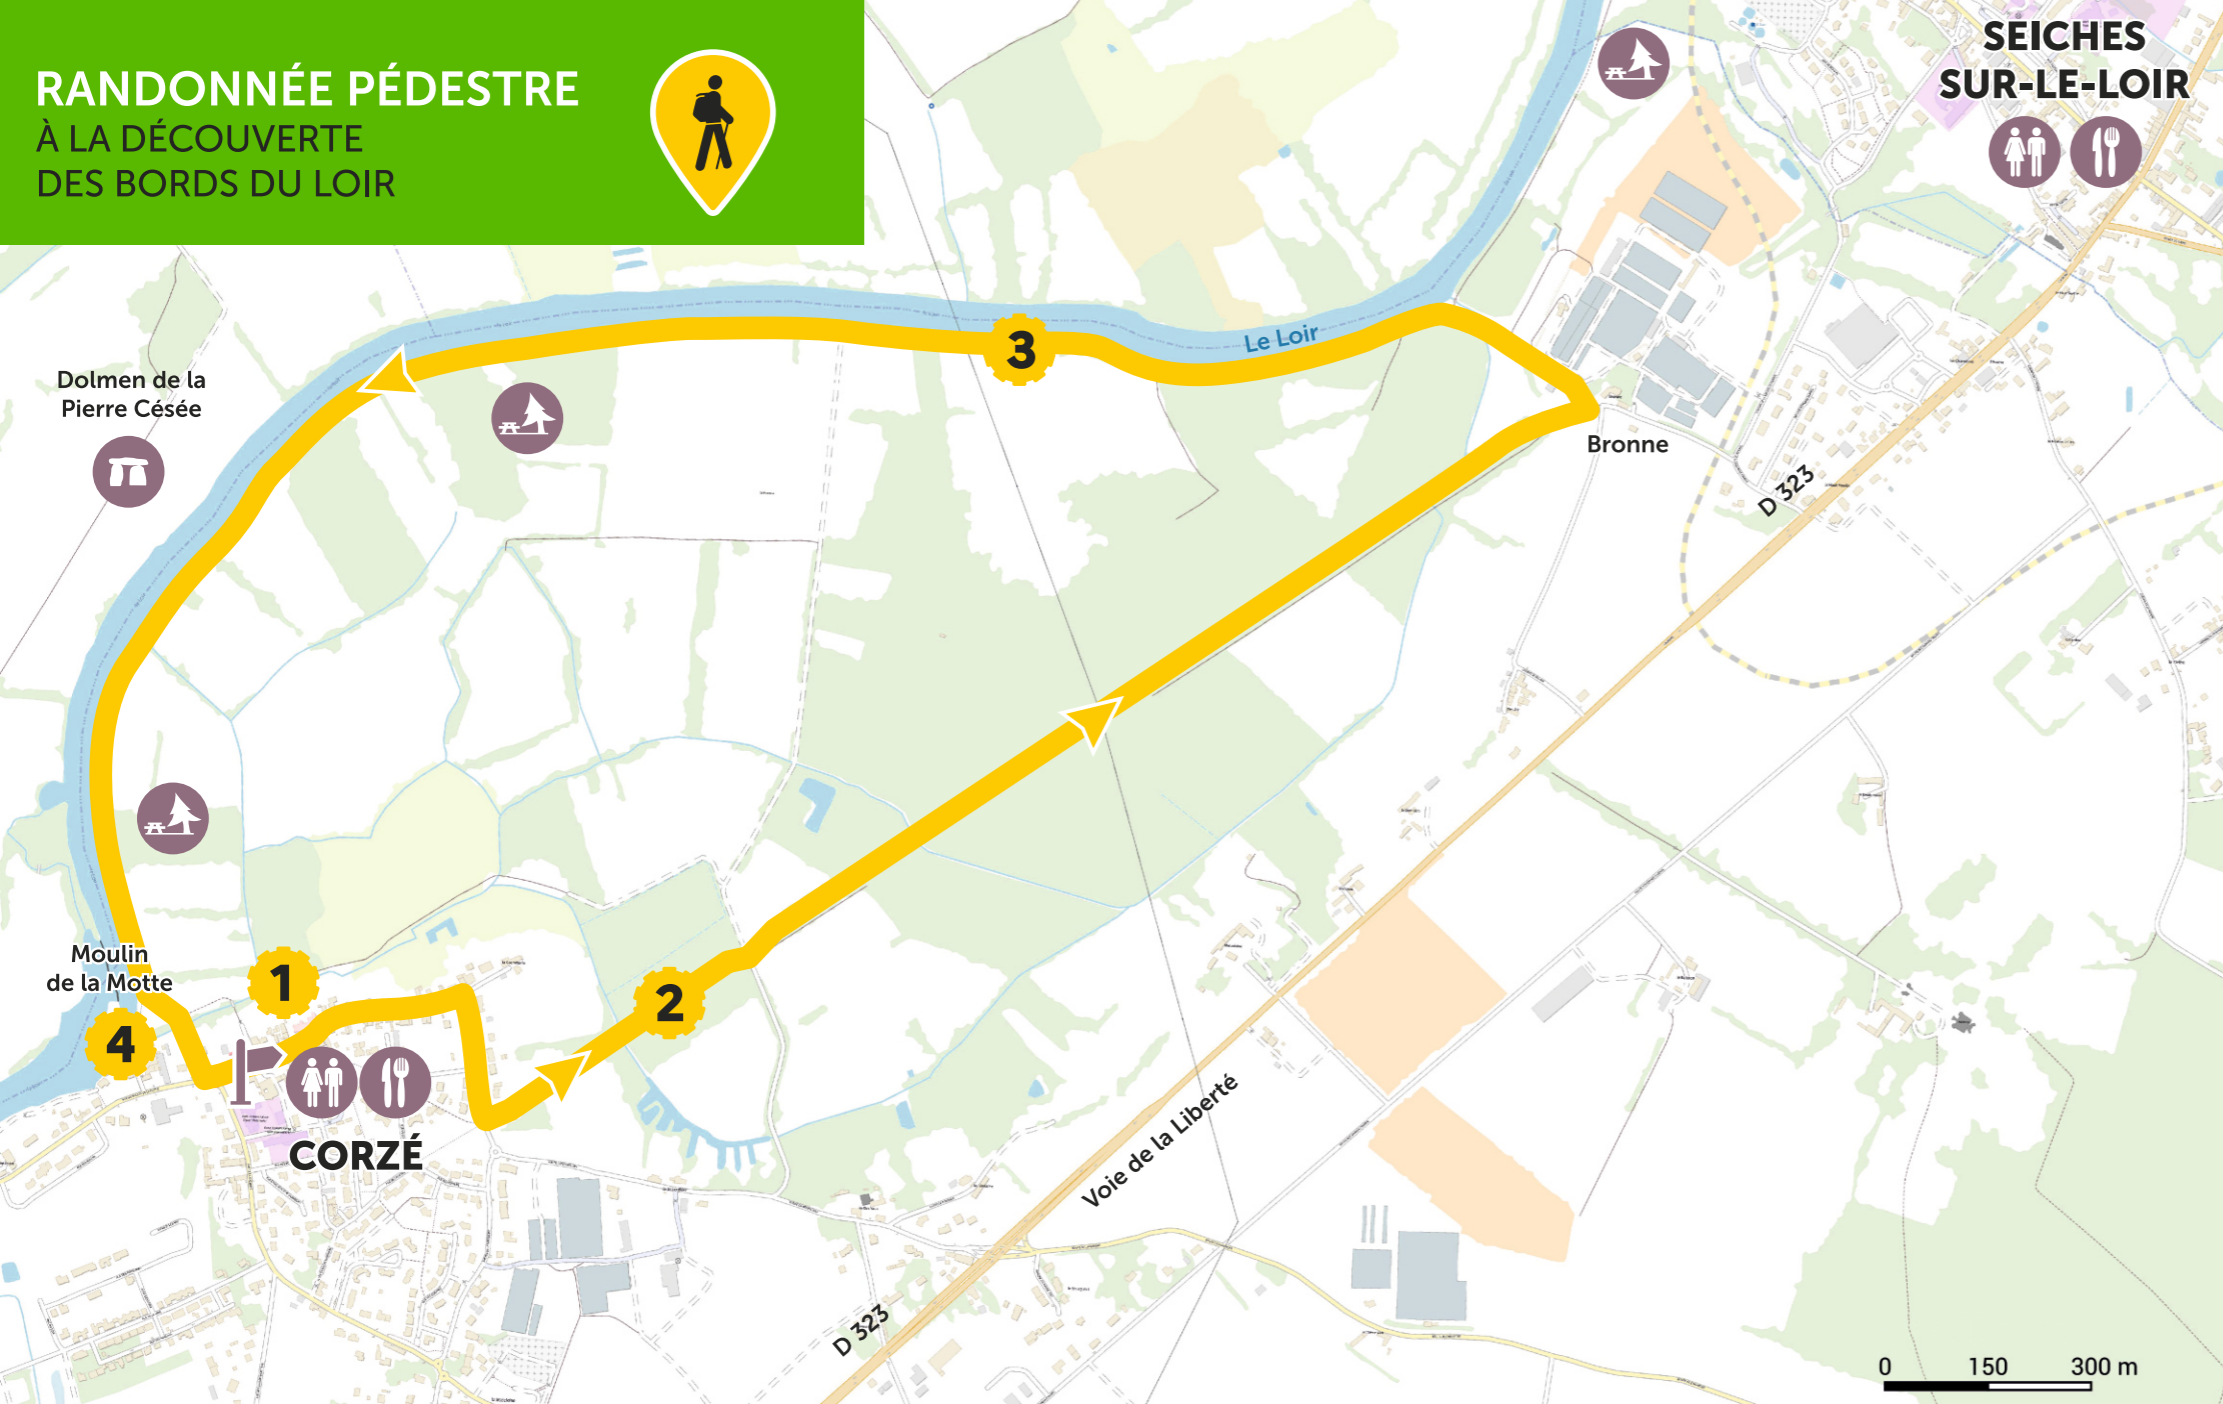 RANDONNÉE PÉDESTRE
À LA DÉCOUVERTE
DES BORDS DU LOIR
SEICHES
SUR-LE-LOIR
Le Loir
3
Dolmen de la
Pierre Césée
Bronne
D 323
Moulin
de la Motte
1
2
4
CORZÉ
Voie de la Liberté
D 323
0 150 300 m